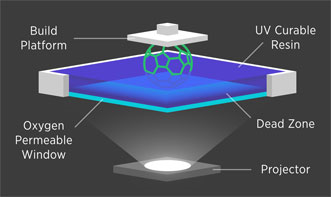 Build
Platform
UV Curable
Resin
Oxygen
Permeable
Window
Dead Zone
Projector